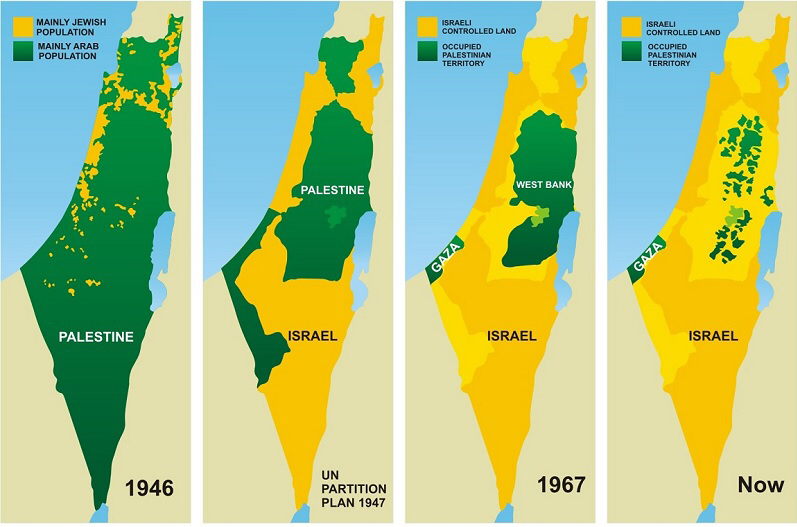 MAINLY JEWISH
POPULATION
MAINLY ARAB
POPULATION
PALESTINE
1946
PALESTINE
ISRAEL
UN
PARTITION
PLAN 1947
ISRAELI
CONTROLLED LAND
OCCUPIED
PALESTINIAN
TERRITORY
WEST BANK
GAZA
ISRAEL
1967
ISRAELI
CONTROLLED LAND
OCCUPIED
PALESTINIAN
TERRITORY
GAZA
ISRAEL
Now